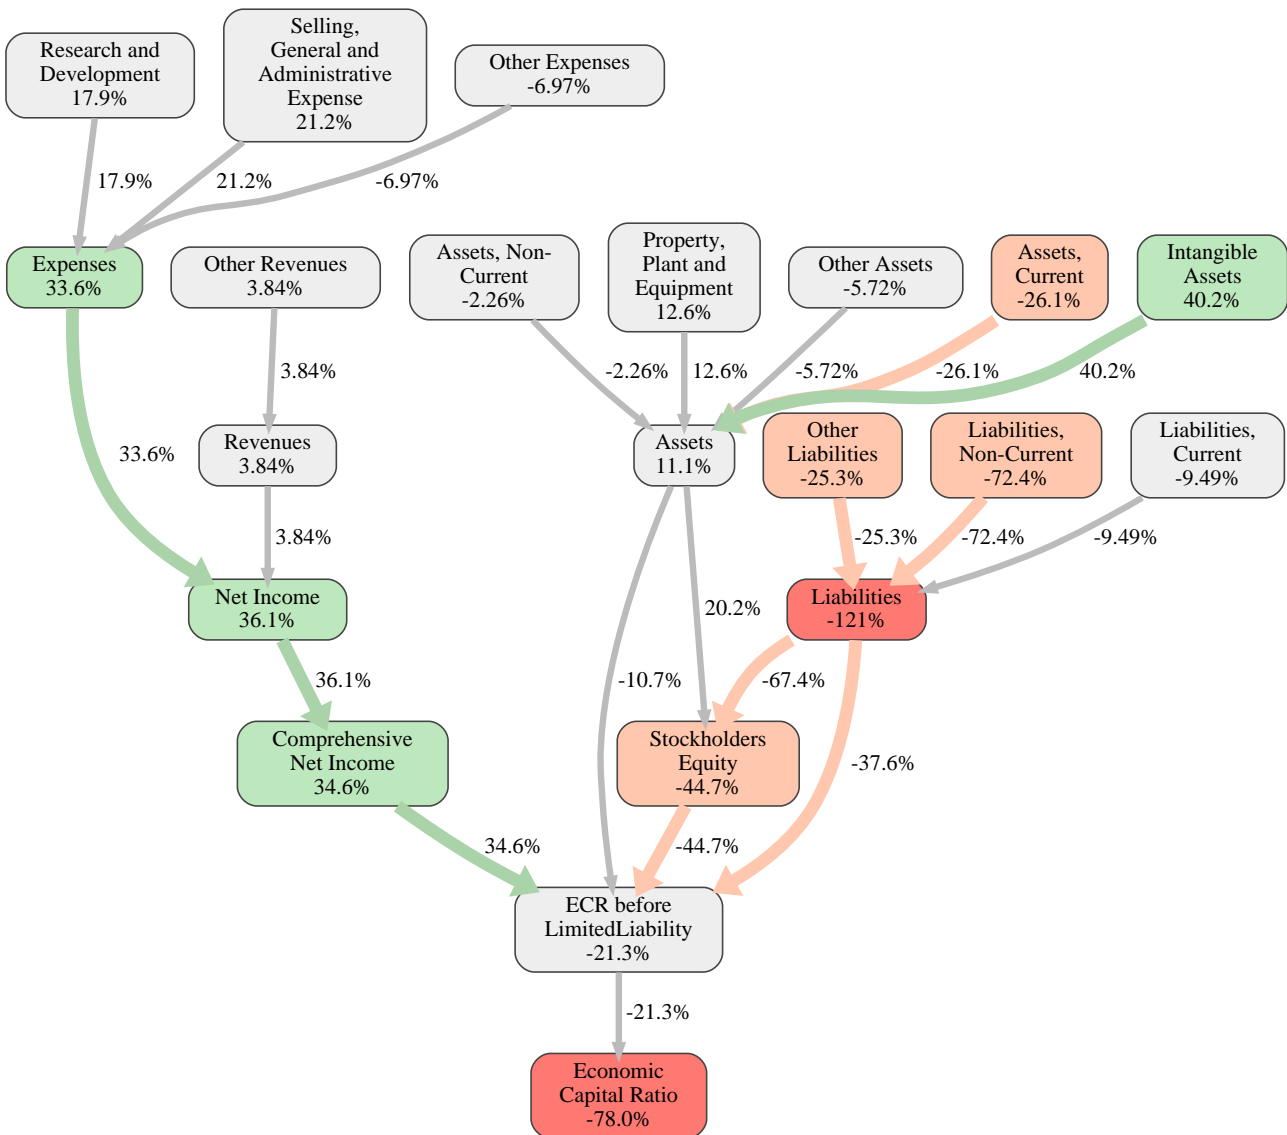 Research and
Development
17.9%
Selling,
General and
Administrative
Expense
21.2%
Other Expenses
-6.97%
17.9%
21.2%
-6.97%
Expenses
33.6%
Other Revenues
3.84%
Assets, Non-
Current
-2.26%
Property,
Plant and
Equipment
12.6%
Other Assets
-5.72%
Assets,
Current
-26.1%
Intangible
Assets
40.2%
3.84%
-2.26%
12.6%
-5.72%
-26.1%
40.2%
33.6%
Revenues
3.84%
Assets
11.1%
Other
Liabilities
-25.3%
Liabilities,
Non-Current
-72.4%
Liabilities,
Current
-9.49%
3.84%
-25.3%
-72.4%
-9.49%
Net Income
36.1%
20.2%
Liabilities
-121%
36.1%
-10.7%
-67.4%
Comprehensive
Net Income
34.6%
Stockholders
Equity
-44.7%
-37.6%
34.6%
-44.7%
ECR before
LimitedLiability
-21.3%
-21.3%
Economic
Capital Ratio
-78.0%